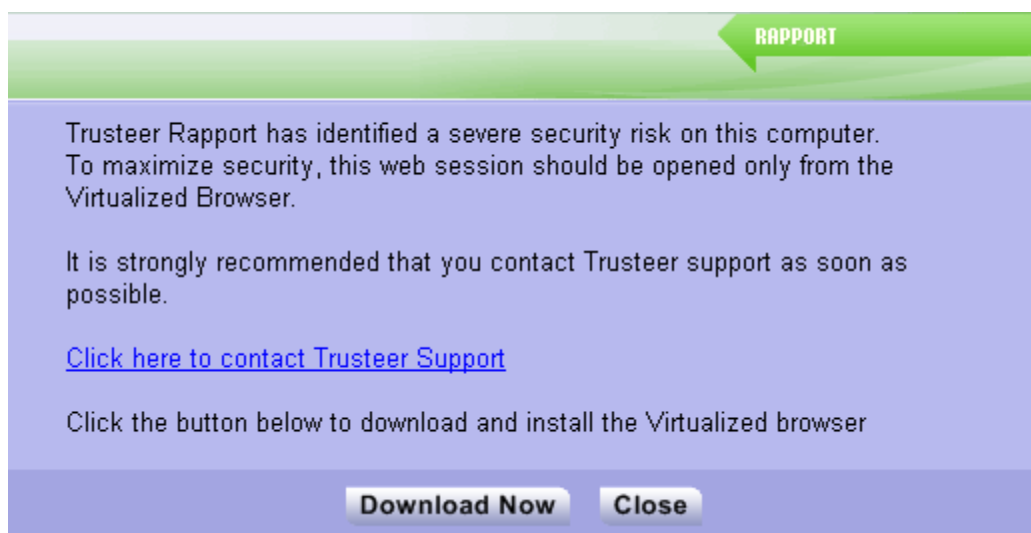 RAPPORT
Trusteer Rapport has identified a severe security risk on this computer.
To maximize security, this web session should be opened only from the
Virtualized Browser.
It is strongly recommended that you contact Trusteer support as soon as
possible.
Click here to contact Trusteer Support
Click the button below to download and install the Virtualized browser
Download Now Close